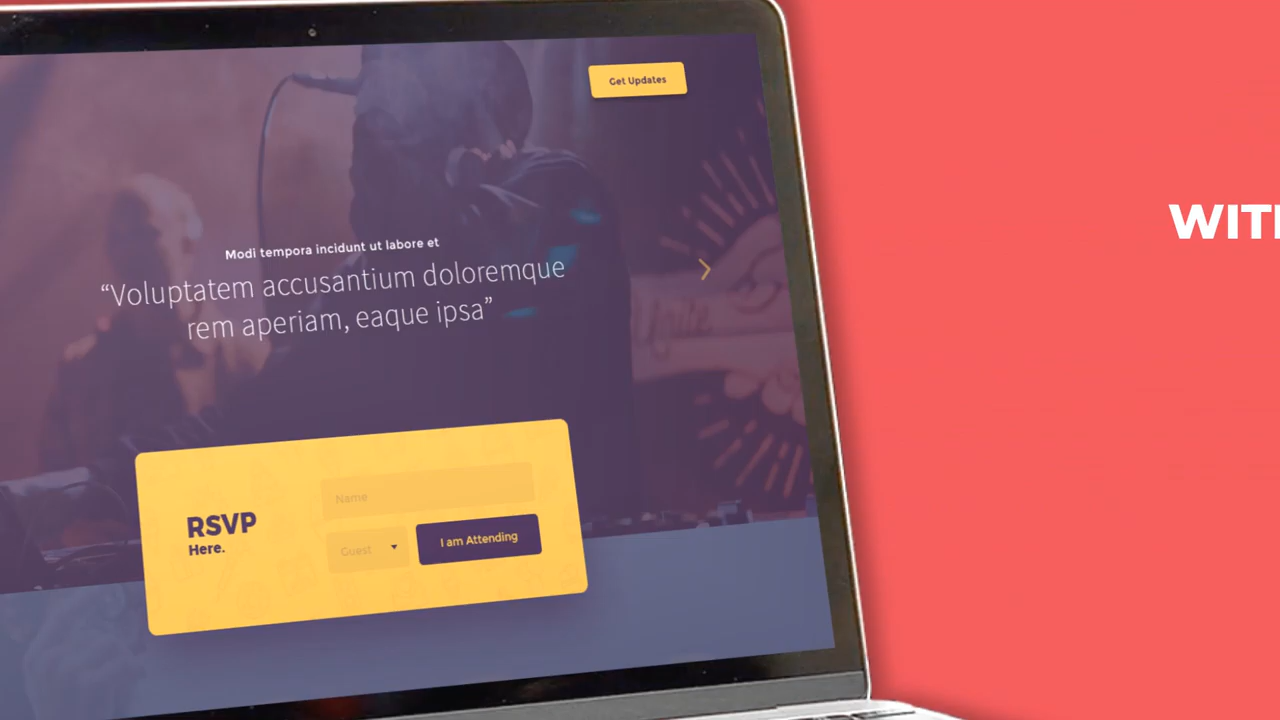 Get Updates
Modi tempora incidunt ut labore et
“Voluptatem accusantium doloremque
rem aperiam, eaque ipsa”
RSVP
Here.
Name
Guest
I am Attending